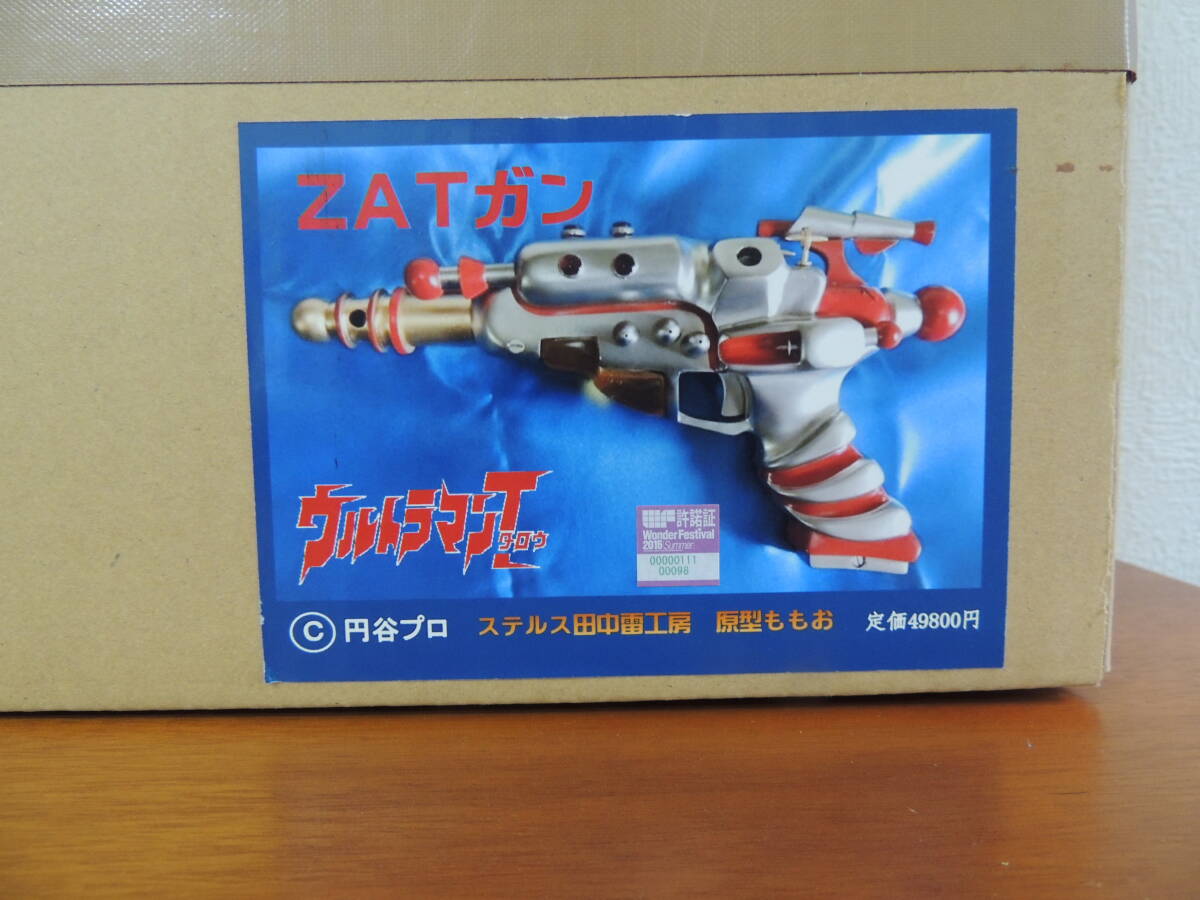 ZATガン
ウルトラマンT
タロウ
許諾証
Wonder Festival
2015 Summer
00000111
00098
©円谷プロ ステルス田中雷工房 原型ももお 定価49800円